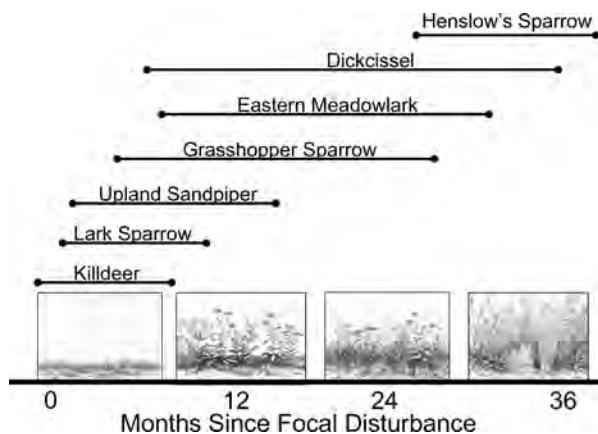 Henslow's Sparrow
Dickcissel
Eastern Meadowlark
Grasshopper Sparrow
Upland Sandpiper
Lark Sparrow
Killdeer
0 12 24 36
Months Since Focal Disturbance